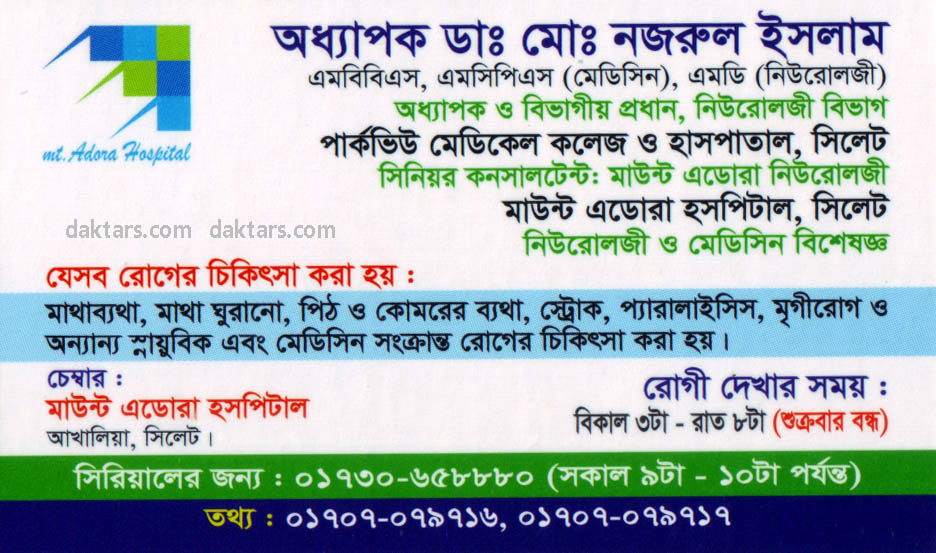 অধ্যাপক ডাঃ মোঃ নজরুল ইসলাম
এমবিবিএস, এমসিপিএস (মেডিসিন), এমডি (নিউরোলজী)
অধ্যাপক ও বিভাগীয় প্রধান, নিউরোলজী বিভাগ
mt.Adora Hospital
পার্কভিউ মেডিকেল কলেজ ও হাসপাতাল, সিলেট
সিনিয়র কনসালটেন্ট: মাউন্ট এডোরা নিউরোলজী
মাউন্ট এডোরা হসপিটাল, সিলেট
daktars.com daktars.com
নিউরোলজী ও মেডিসিন বিশেষজ্ঞ
যেসব রোগের চিকিৎসা করা হয় :
মাথাব্যথা, মাথা ঘুরানো, পিঠ ও কোমরের ব্যথা, স্ট্রোক, প্যারালাইসিস, মৃগীরোগ ও
অন্যান্য স্নায়ুবিক এবং মেডিসিন সংক্রান্ত রোগের চিকিৎসা করা হয়।
চেম্বার :
মাউন্ট এডোরা হসপিটাল
আখালিয়া, সিলেট।
রোগী দেখার সময় :
বিকাল ৩টা - রাত ৮টা (শুক্রবার বন্ধ)
সিরিয়ালের জন্য : ০১৭৩০-৬৫৮৮৮০ (সকাল ৯টা - ১০টা পর্যন্ত)
তথ্য : ০১৭০৭-০৭৯৭১৬, ০১৭০৭-০৭৯৭১৭